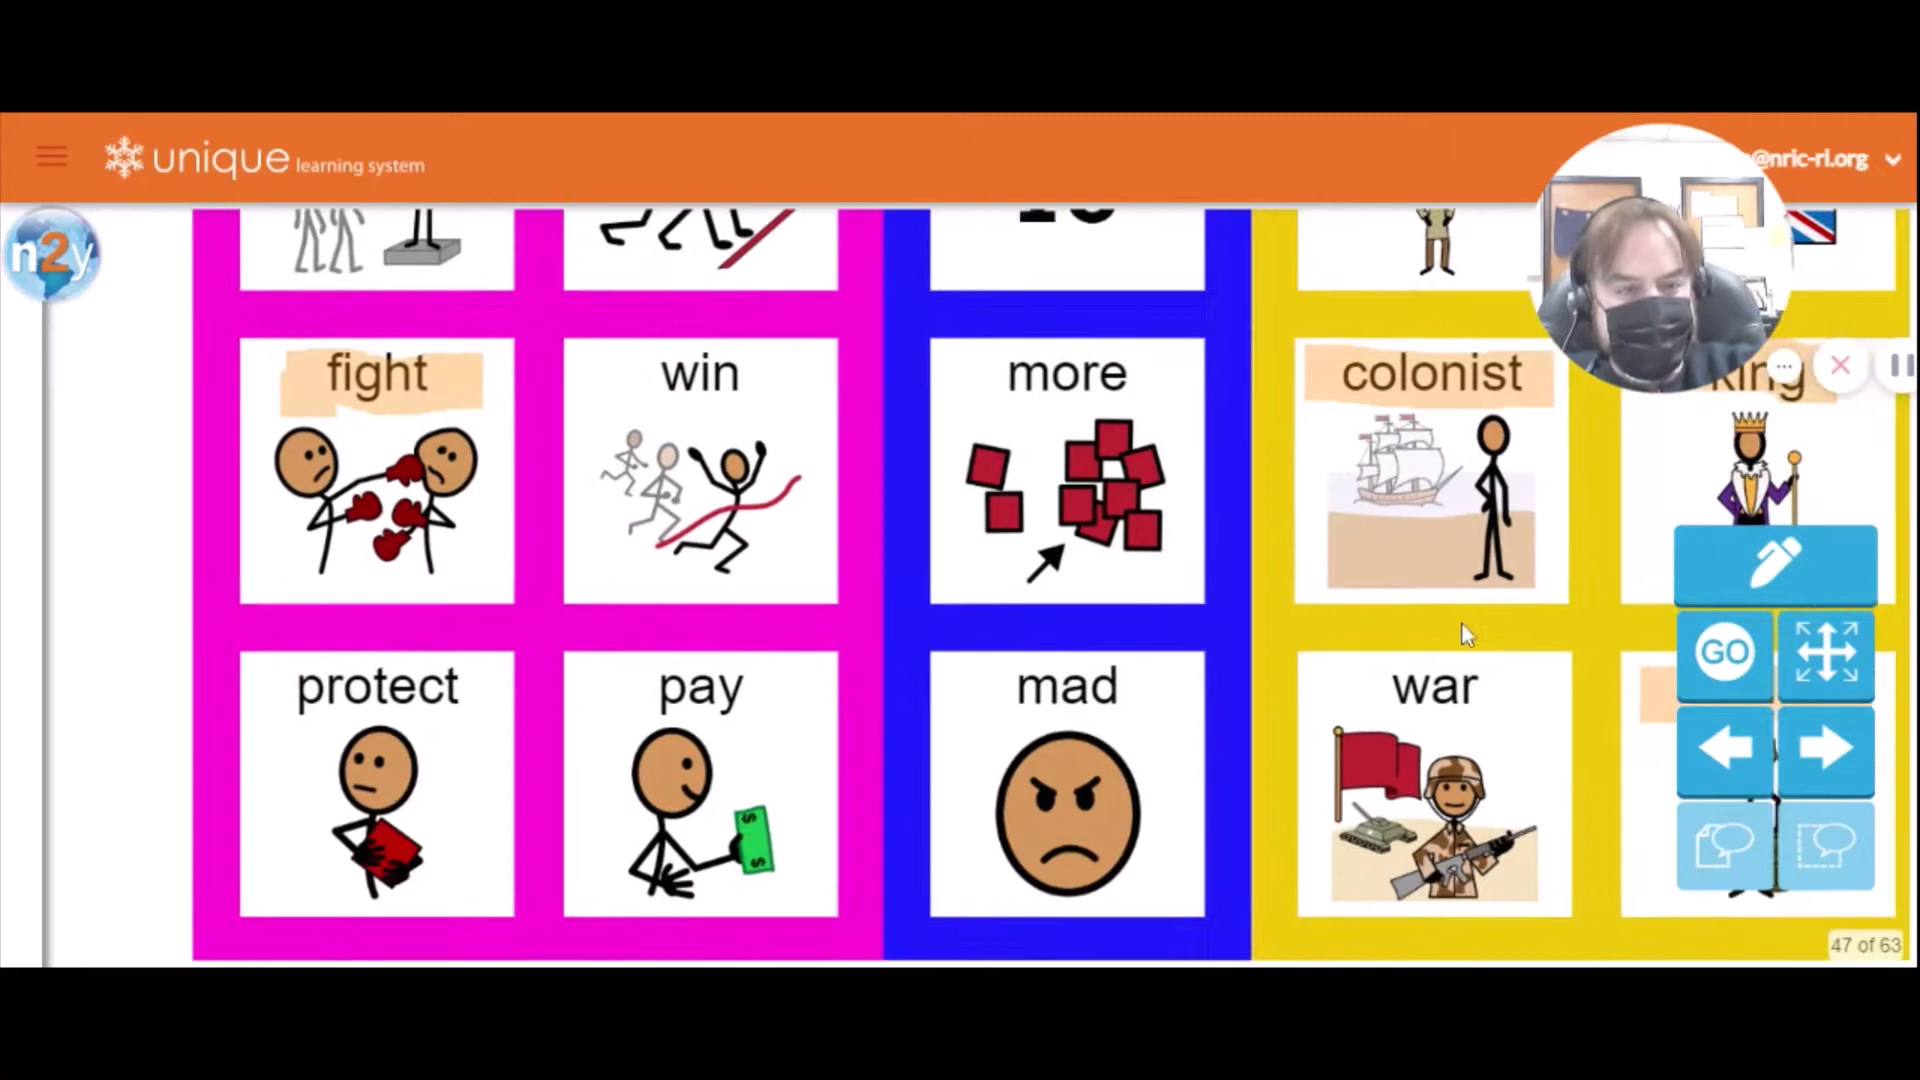 unique learning system
@nric-rl.org
n2y
fight
win
more
colonist
king
protect
pay
mad
war
GO
47 of 63